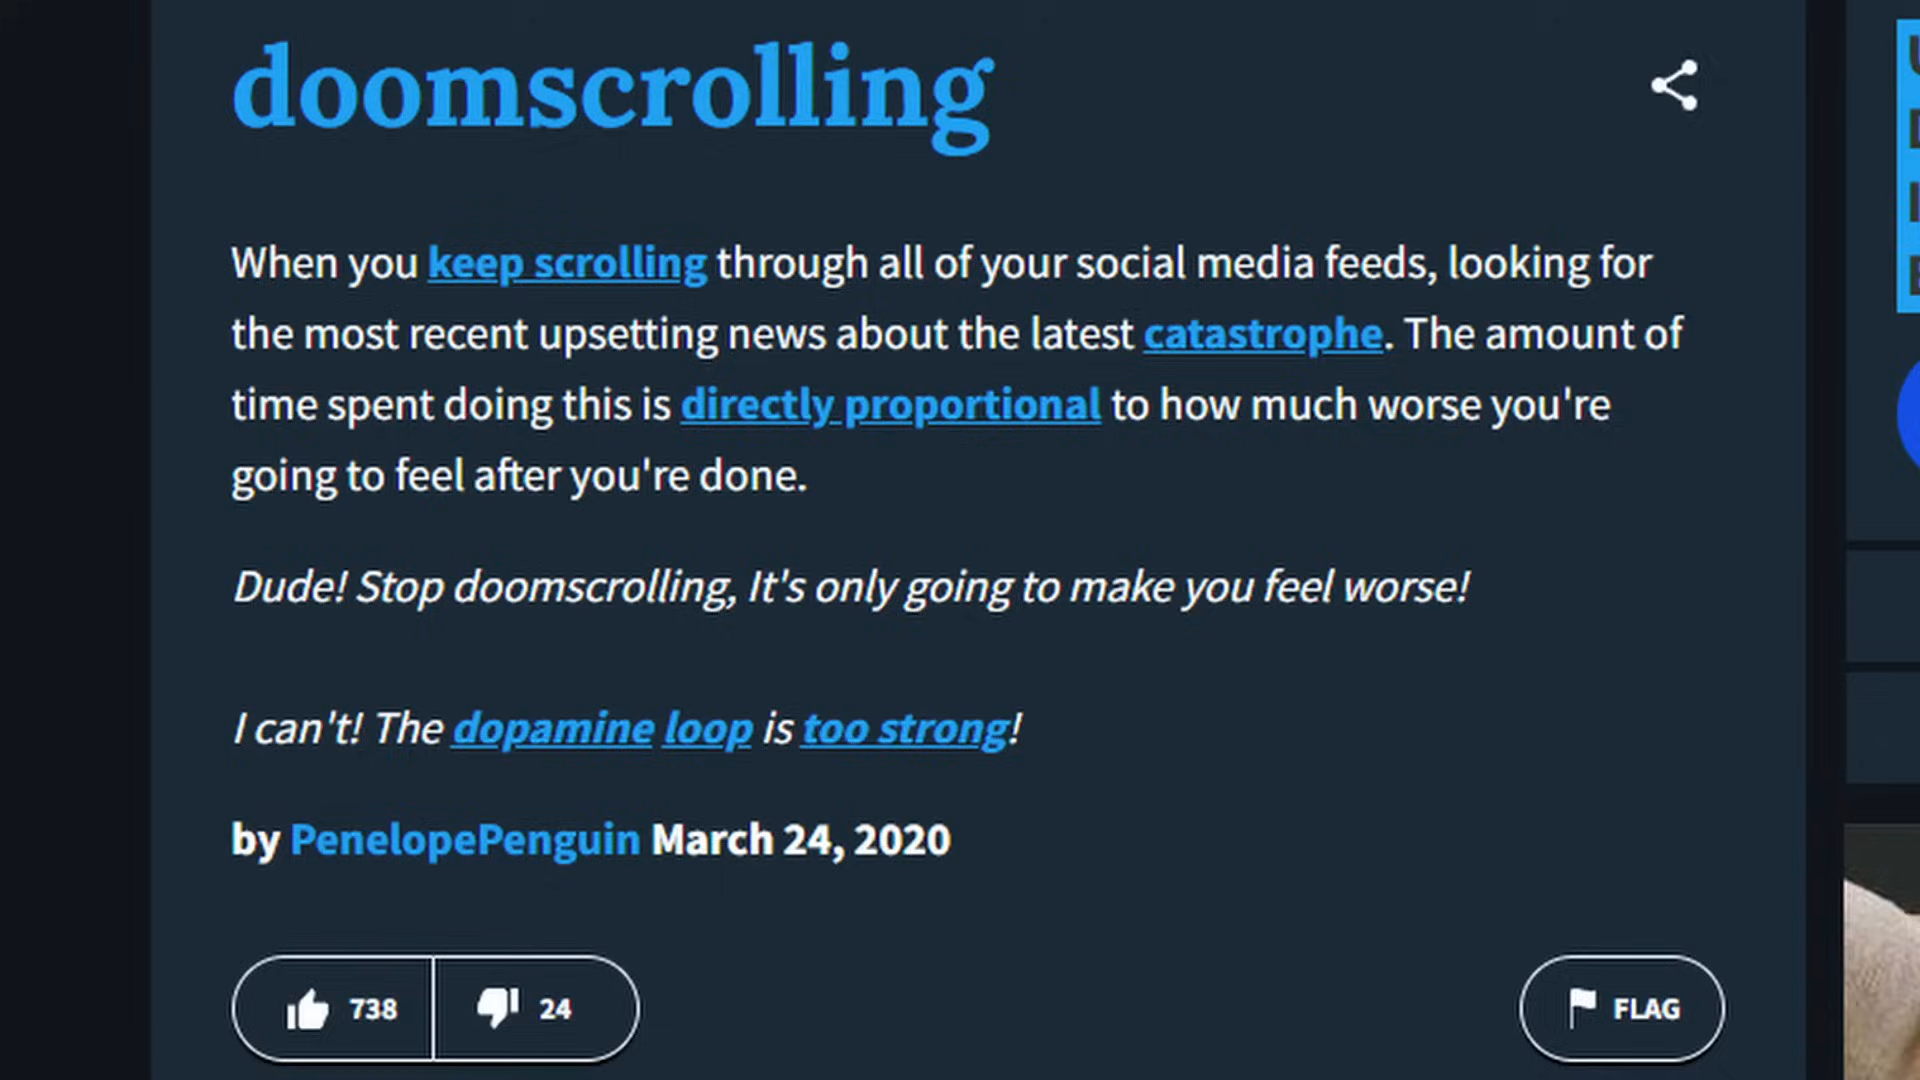 doomscrolling
When you keep scrolling through all of your social media feeds, looking for
the most recent upsetting news about the latest catastrophe. The amount of
time spent doing this is directly proportional to how much worse you're
going to feel after you're done.
Dude! Stop doomscrolling, It's only going to make you feel worse!
I can't! The dopamine loop is too strong!
by PenelopePenguin March 24, 2020
738 24 FLAG